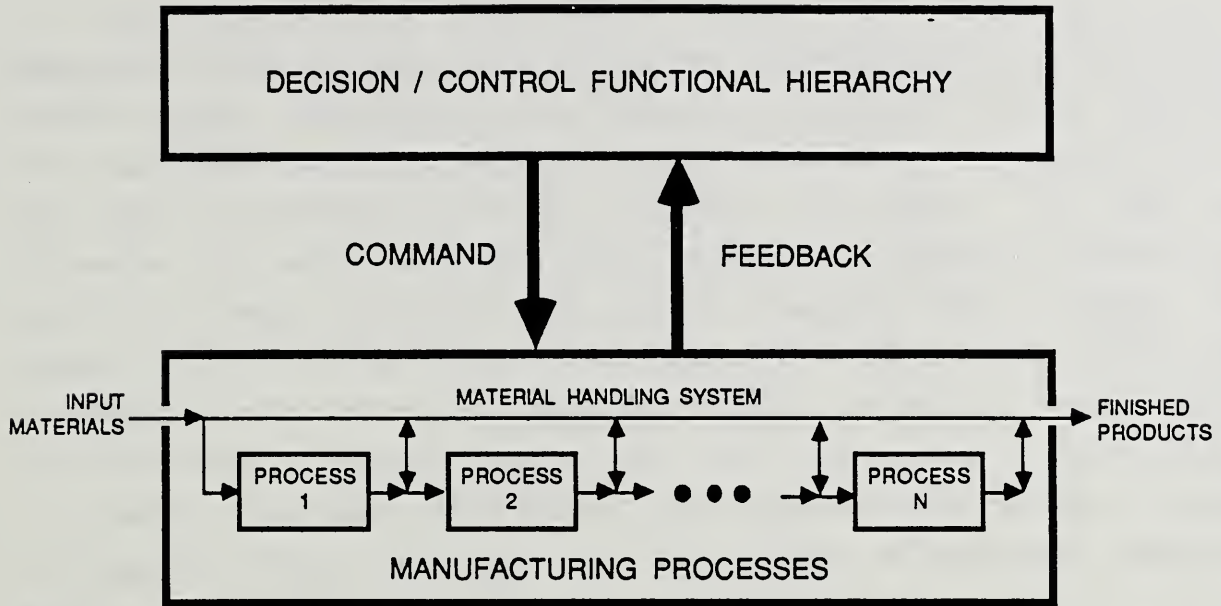 DECISION / CONTROL FUNCTIONAL HIERARCHY
COMMAND
FEEDBACK
INPUT
MATERIALS
MATERIAL HANDLING SYSTEM
FINISHED
PRODUCTS
PROCESS
1
PROCESS
2
PROCESS
N
MANUFACTURING PROCESSES